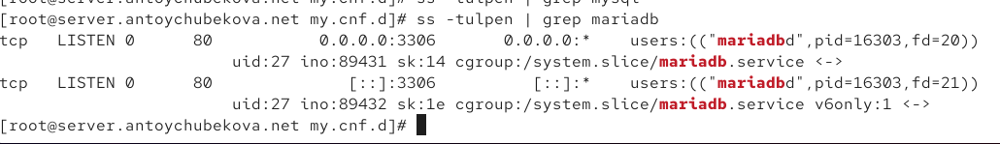 [root@server.antoychubekova.net my.cnf.d]# ss -tulpen | grep mysql
[root@server.antoychubekova.net my.cnf.d]# ss -tulpen | grep mariadb
tcp   LISTEN 0      80           0.0.0.0:3306       0.0.0.0:*    users:(("mariadbd",pid=16303,fd=20))
uid:27 ino:89431 sk:14 cgroup:/system.slice/mariadb.service <->
tcp   LISTEN 0      80              [::]:3306          [::]:*    users:(("mariadbd",pid=16303,fd=21))
uid:27 ino:89432 sk:1e cgroup:/system.slice/mariadb.service v6only:1 <->
[root@server.antoychubekova.net my.cnf.d]#